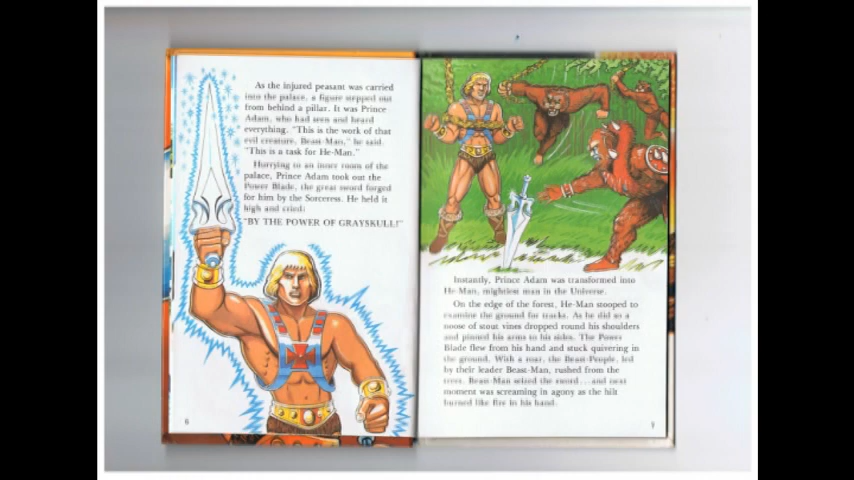 As the injured peasant was carried
into the palace, a figure stepped out
from behind a pillar. It was Prince
Adam, who had seen and heard
everything. "This is the work of that
evil creature, Beast-Man," he said.
"This is a task for He-Man."
Hurrying to an inner room of the
palace, Prince Adam took out the
Power Blade, the great sword forged
for him by the Sorceress. He held it
high and cried:
"BY THE POWER OF GRAYSKULL!"
6
Instantly, Prince Adam was transformed into
He-Man, mightiest man in the Universe.
On the edge of the forest, He-Man stooped to
examine the ground for tracks. As he did so a
noose of stout vines dropped round his shoulders
and pinned his arms to his sides. The Power
Blade flew from his hand and stuck quivering in
the ground. With a roar, the Beast-People, led
by their leader Beast-Man, rushed from the
trees. Beast-Man seized the sword...and next
moment was screaming in agony as the hilt
burned like fire in his hand.